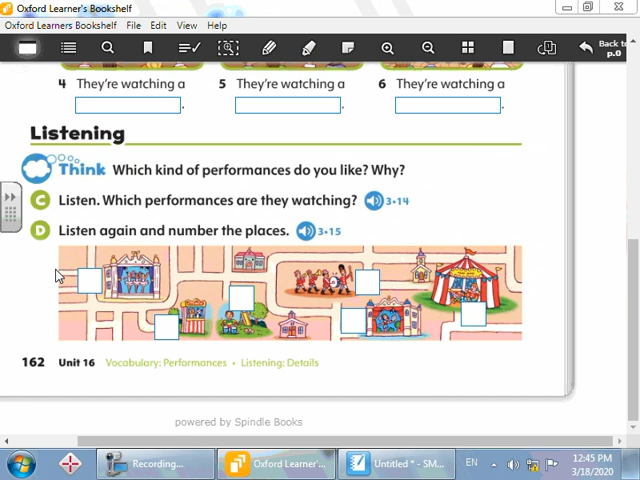 Oxford Learner's Bookshelf
Oxford Learners Bookshelf File Edit View Help
Back to
p.0
4 They're watching a
.
5 They're watching a
.
6 They're watching a
.
Listening
Think Which kind of performances do you like? Why?
C Listen. Which performances are they watching? 3•14
D Listen again and number the places. 3•15
162 Unit 16 Vocabulary: Performances • Listening: Details
powered by Spindle Books
Recording...
Oxford Learner'...
Untitled * - SM...
EN
12:45 PM
3/18/2020